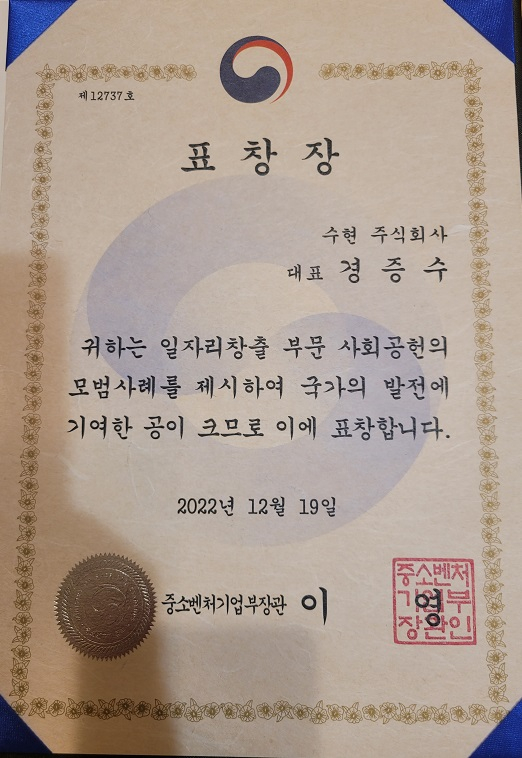 제12737호
표창장
수현 주식회사
대표 경증수
귀하는 일자리창출 부문 사회공헌의
모범사례를 제시하여 국가의 발전에
기여한 공이 크므로 이에 표창합니다.
2022년 12월 19일
중소벤처기업부장관 이영
중소벤처
기업부
장관인